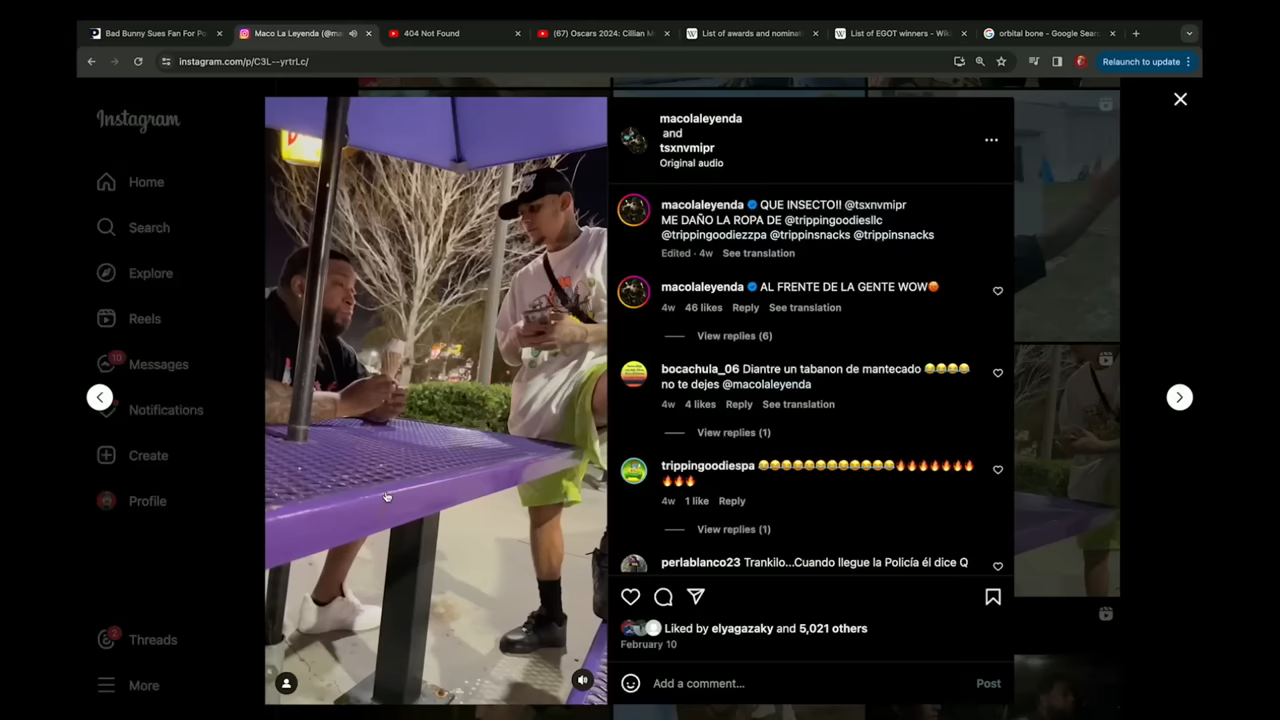 Bad Bunny Sues Fan For Po
Maco La Leyenda (@ma
404 Not Found
(67) Oscars 2024: Cillian M
List of awards and nominat
List of EGOT winners - Wiki
orbital bone - Google Sear
instagram.com/p/C3L--yrtrLc/
Relaunch to update
Instagram
Home
Search
Explore
Reels
10
Messages
Notifications
Create
Profile
2
Threads
More
macolaleyenda
and
tsxnvmipr
Original audio
macolaleyenda QUE INSECTO!! @tsxnvmipr
ME DAÑO LA ROPA DE @trippingoodiesllc
@trippingoodiezzpa @trippinsnacks @trippinsnacks
Edited · 4w See translation
macolaleyenda AL FRENTE DE LA GENTE WOW😡
4w 46 likes Reply See translation
View replies (6)
bocachula_06 Diantre un tabanon de mantecado 😂😂😂😂
no te dejes @macolaleyenda
4w 4 likes Reply See translation
View replies (1)
trippingoodiespa 😂😂😂😂😂😂😂😂😂😂😂😂🔥🔥🔥🔥🔥🔥🔥
🔥🔥🔥
4w 1 like Reply
View replies (1)
perlablanco23 Trankilo...Cuando llegue la Policía él dice Q
Liked by elyagazaky and 5,021 others
February 10
Add a comment...
Post